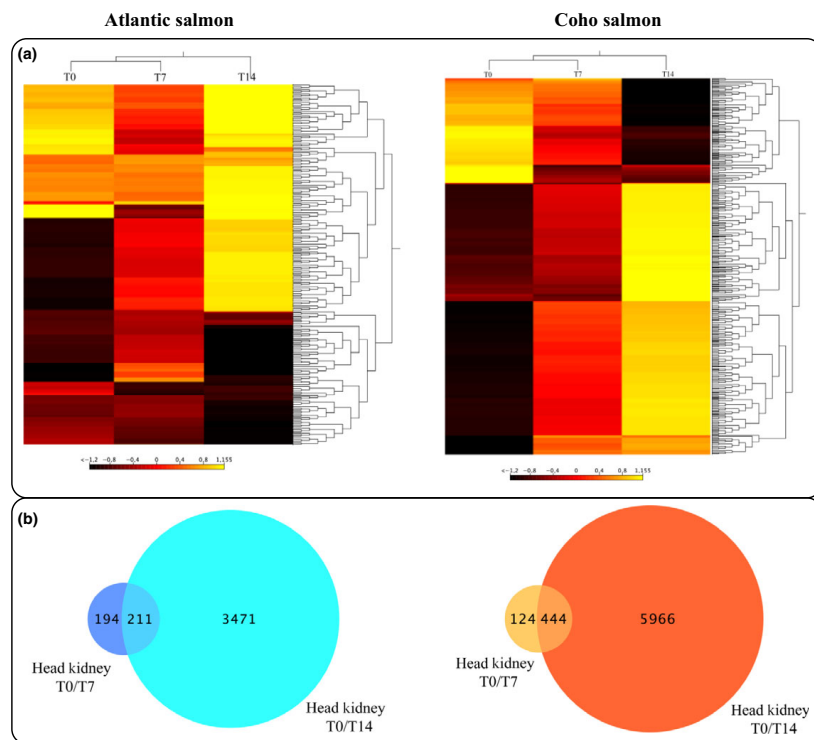 Atlantic salmon
Coho salmon
(a)
T0 T7 T14
T0 T7 T14
<-1.2 -0.8 -0.4 0 0.4 0.8 1.155
<-1.2 -0.8 -0.4 0 0.4 0.8 1.155
(b)
194 211 3471
124 444 5966
Head kidney
T0/T7
Head kidney
T0/T14
Head kidney
T0/T7
Head kidney
T0/T14